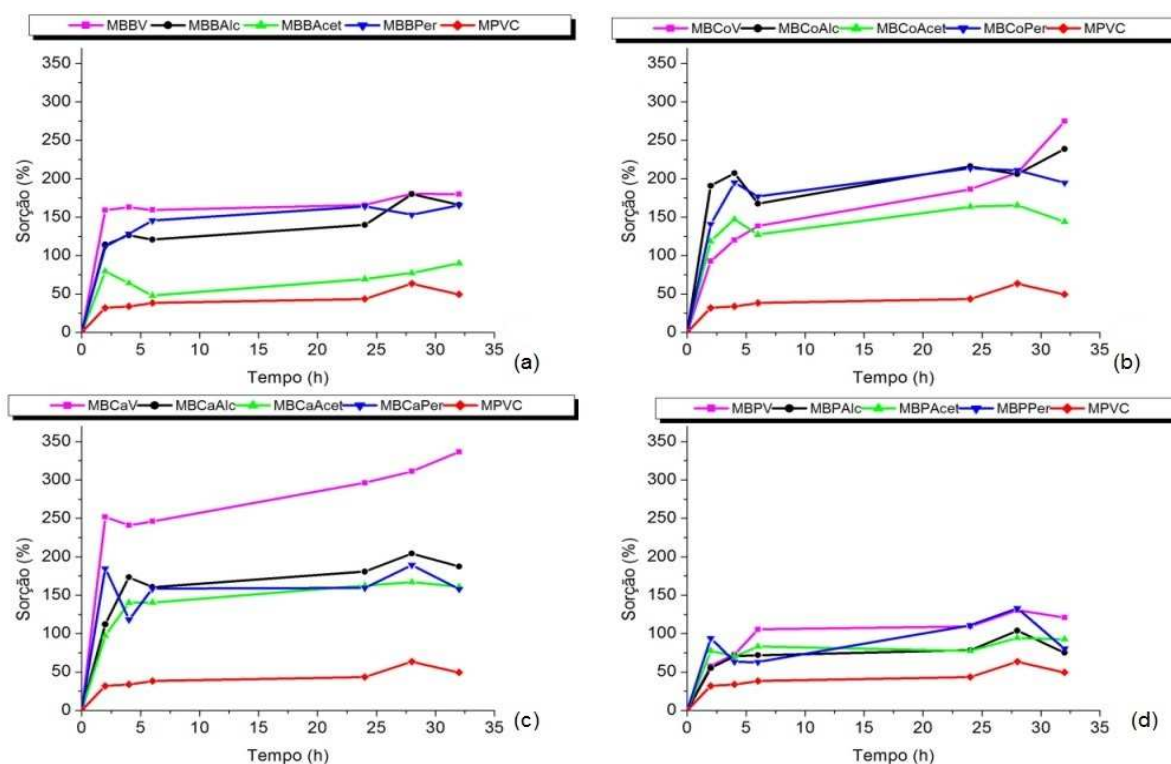 MBBV MBBAlc MBBAcet MBBPer MPVC
Sorção (%)
350
300
250
200
150
100
50
0
0 5 10 15 20 25 30 35
Tempo (h)
(a)
MBCoV MBCoAlc MBCoAcet MBCoPer MPVC
Sorção (%)
350
300
250
200
150
100
50
0
0 5 10 15 20 25 30 35
Tempo (h)
(b)
MBCaV MBCaAlc MBCaAcet MBCaPer MPVC
Sorção (%)
350
300
250
200
150
100
50
0
0 5 10 15 20 25 30 35
Tempo (h)
(c)
MBPV MBPAlc MBPAcet MBPPer MPVC
Sorção (%)
350
300
250
200
150
100
50
0
0 5 10 15 20 25 30 35
Tempo (h)
(d)